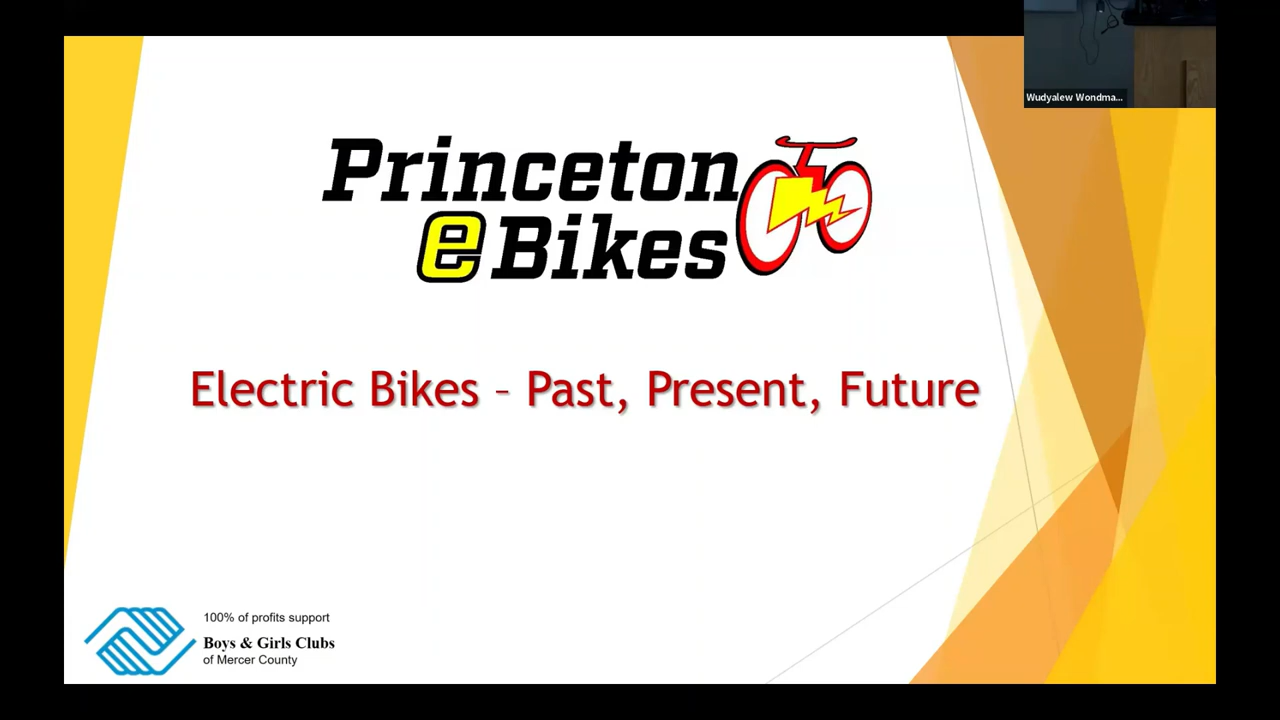 Wudyalew Wondma...
Princeton
eBikes
Electric Bikes – Past, Present, Future
100% of profits support
Boys & Girls Clubs
of Mercer County